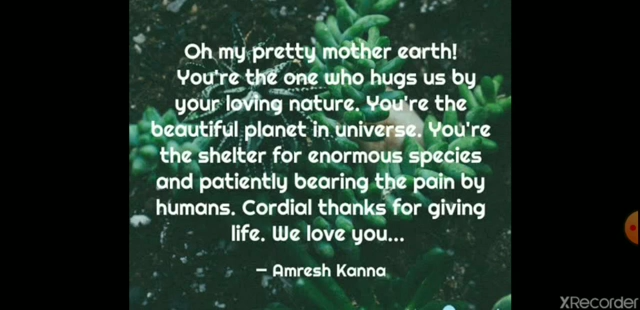 Oh my pretty mother earth!
You're the one who hugs us by
your loving nature. You're the
beautiful planet in universe. You're
the shelter for enormous species
and patiently bearing the pain by
humans. Cordial thanks for giving
life. We love you...
– Amresh Kanna
XRecorder